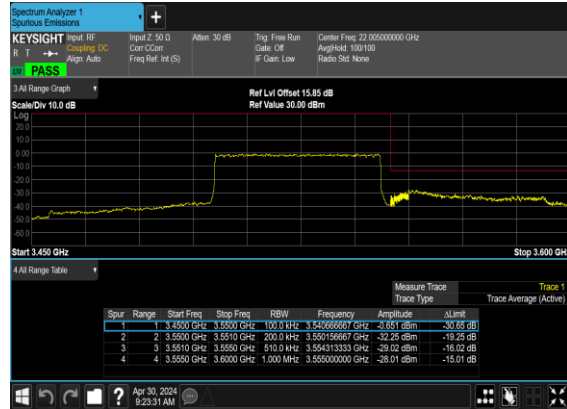 Spectrum Analyzer 1
Spurious Emissions
+
KEYSIGHT Input: RF Input Z: 50 Ω Atten: 30 dB Trig: Free Run Center Freq: 22.005000000 GHz
R T Coupling: DC Corr CCorr Gate: Off Avg|Hold: 100/100
Align: Auto Freq Ref: Int (S) IF Gain: Low Radio Std: None
PASS
3 All Range Graph
Ref Lvl Offset 15.85 dB
Scale/Div 10.0 dB Ref Value 30.00 dBm
Log
20.0
10.0
0.00
-10.0
-20.0
-30.0
-40.0
-50.0
-60.0
Start 3.450 GHz Stop 3.600 GH
4 All Range Table
Measure Trace Trace 1
Trace Type Trace Average (Active)
Spur Range Start Freq Stop Freq RBW Frequency Amplitude ΔLimit
1 1 3.4500 GHz 3.5500 GHz 100.0 kHz 3.540666667 GHz -0.651 dBm -30.65 dB
2 2 3.5500 GHz 3.5510 GHz 200.0 kHz 3.550156667 GHz -32.25 dBm -19.25 dB
3 3 3.5510 GHz 3.5550 GHz 510.0 kHz 3.554313333 GHz -29.02 dBm -16.02 dB
4 4 3.5550 GHz 3.6000 GHz 1.000 MHz 3.555000000 GHz -28.01 dBm -15.01 dB
? Apr 30, 2024
9:23:31 AM